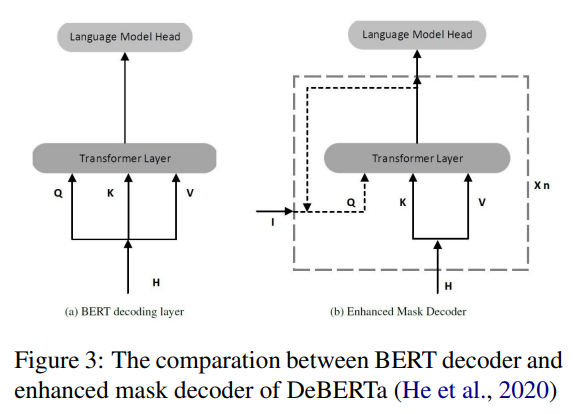 Language Model Head
Transformer Layer
Q
K
V
H
(a) BERT decoding layer
Language Model Head
Transformer Layer
Q
K
V
X n
I
H
(b) Enhanced Mask Decoder
Figure 3: The comparation between BERT decoder and
enhanced mask decoder of DeBERTa (He et al., 2020)